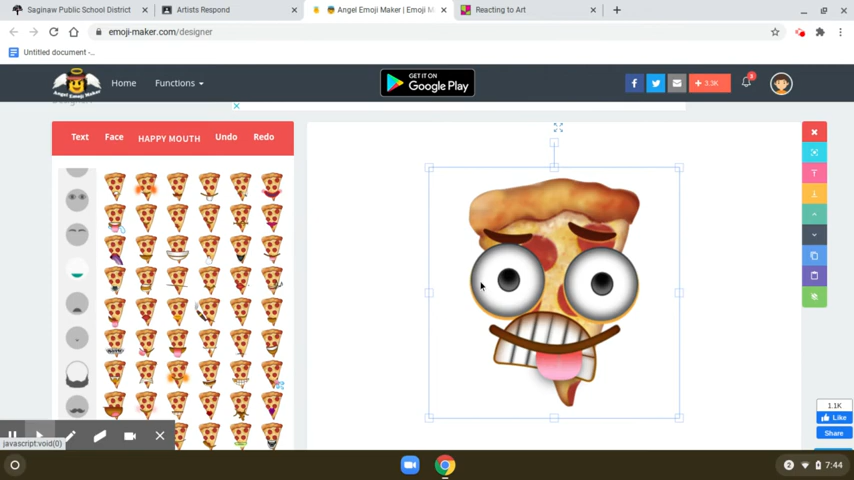 Saginaw Public School District
Artists Respond
Angel Emoji Maker | Emoji M
Reacting to Art
emoji-maker.com/designer
Untitled document -...
Angel Emoji Maker
Home
Functions
GET IT ON
Google Play
3.3K
Text
Face
HAPPY MOUTH
Undo
Redo
javascript:void(0)
1.1K
Like
Share
2
7:44